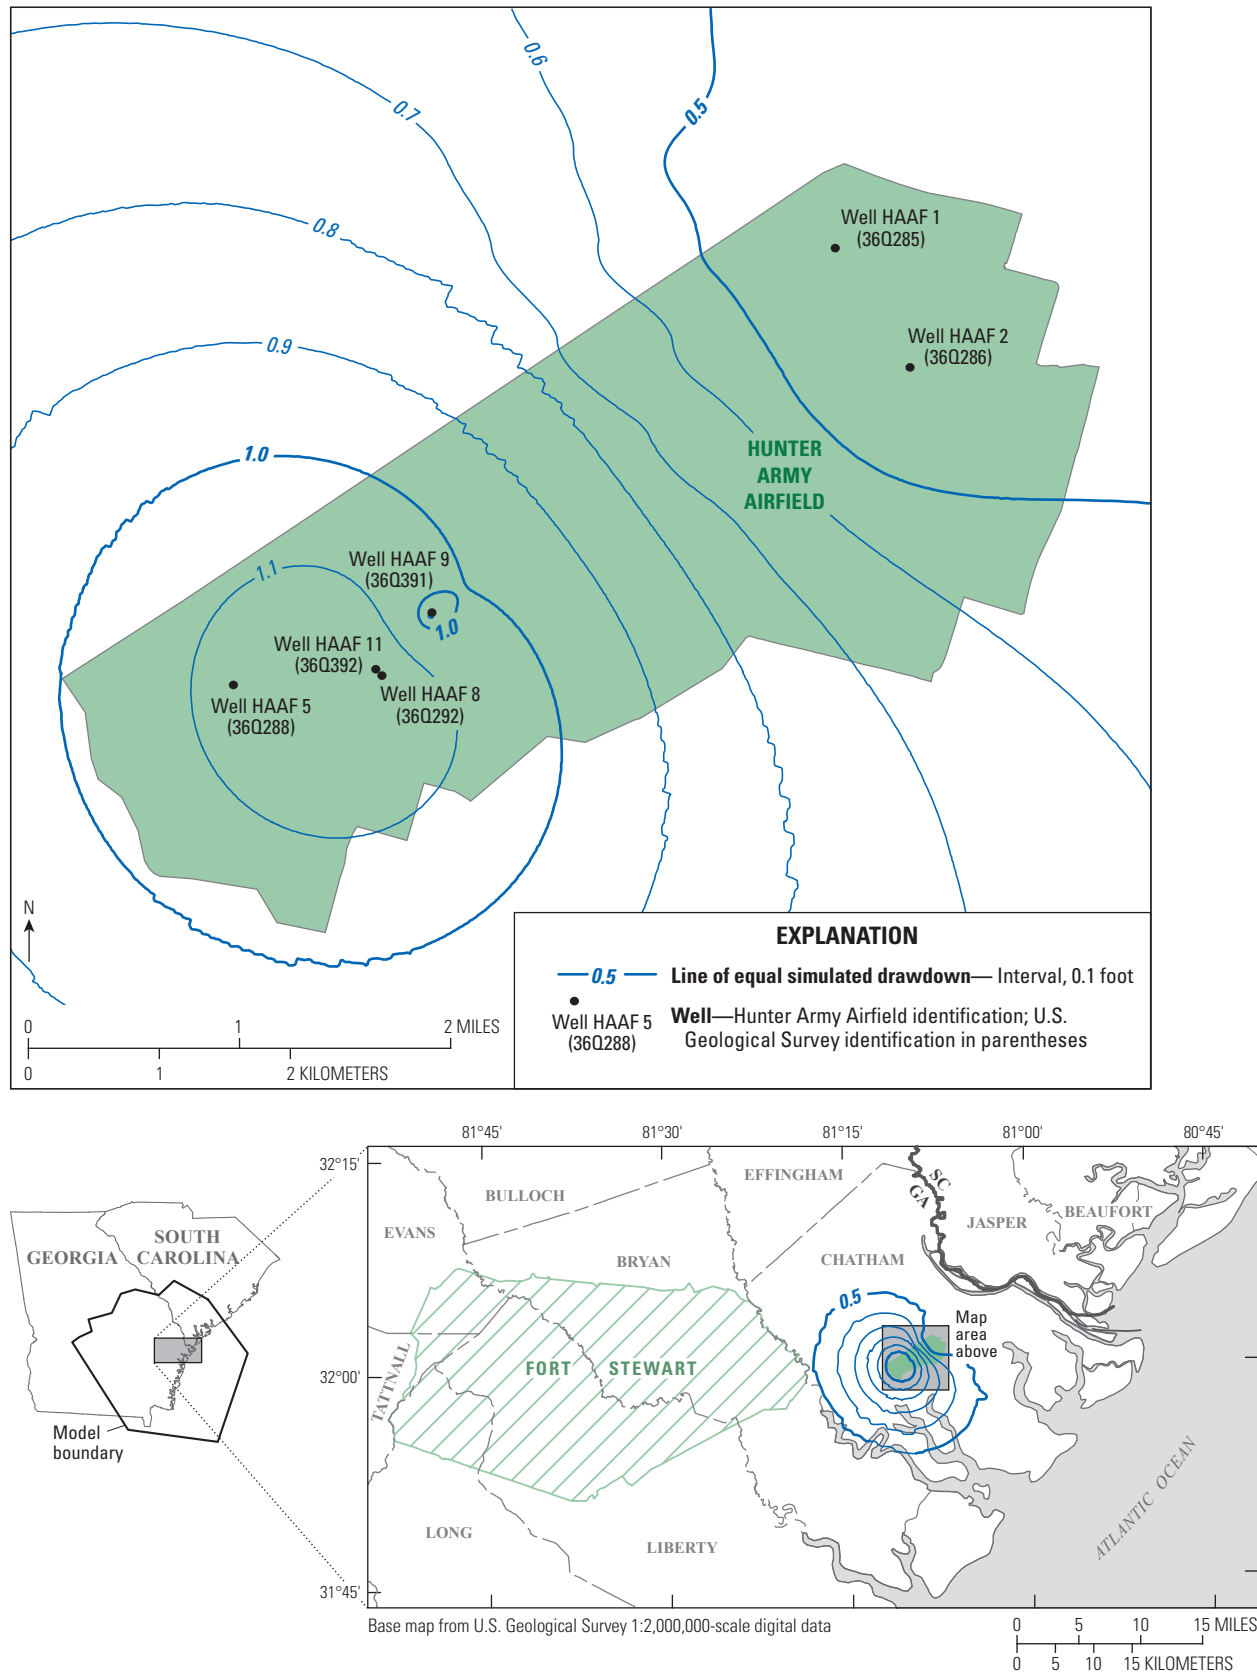 0.6
0.5
0.7
0.8
0.9
1.0
1.1
1.0
Well HAAF 1
(36Q285)
Well HAAF 2
(36Q286)
HUNTER
ARMY
AIRFIELD
Well HAAF 9
(36Q391)
Well HAAF 11
(36Q392)
Well HAAF 8
(36Q292)
Well HAAF 5
(36Q288)
N
0 1 2 MILES
0 1 2 KILOMETERS
EXPLANATION
0.5 Line of equal simulated drawdown— Interval, 0.1 foot
Well HAAF 5
(36Q288)
Well—Hunter Army Airfield identification; U.S.
Geological Survey identification in parentheses
81°45' 81°30' 81°15' 81°00' 80°45'
32°15'
32°00'
31°45'
GEORGIA
SOUTH
CAROLINA
Model
boundary
BULLOCH
EFFINGHAM
EVANS
BRYAN
CHATHAM
SC
GA
JASPER
BEAUFORT
TATTNALL
FORT STEWART
0.5
Map
area
above
LONG
LIBERTY
ATLANTIC OCEAN
Base map from U.S. Geological Survey 1:2,000,000-scale digital data
0 5 10 15 MILES
0 5 10 15 KILOMETERS